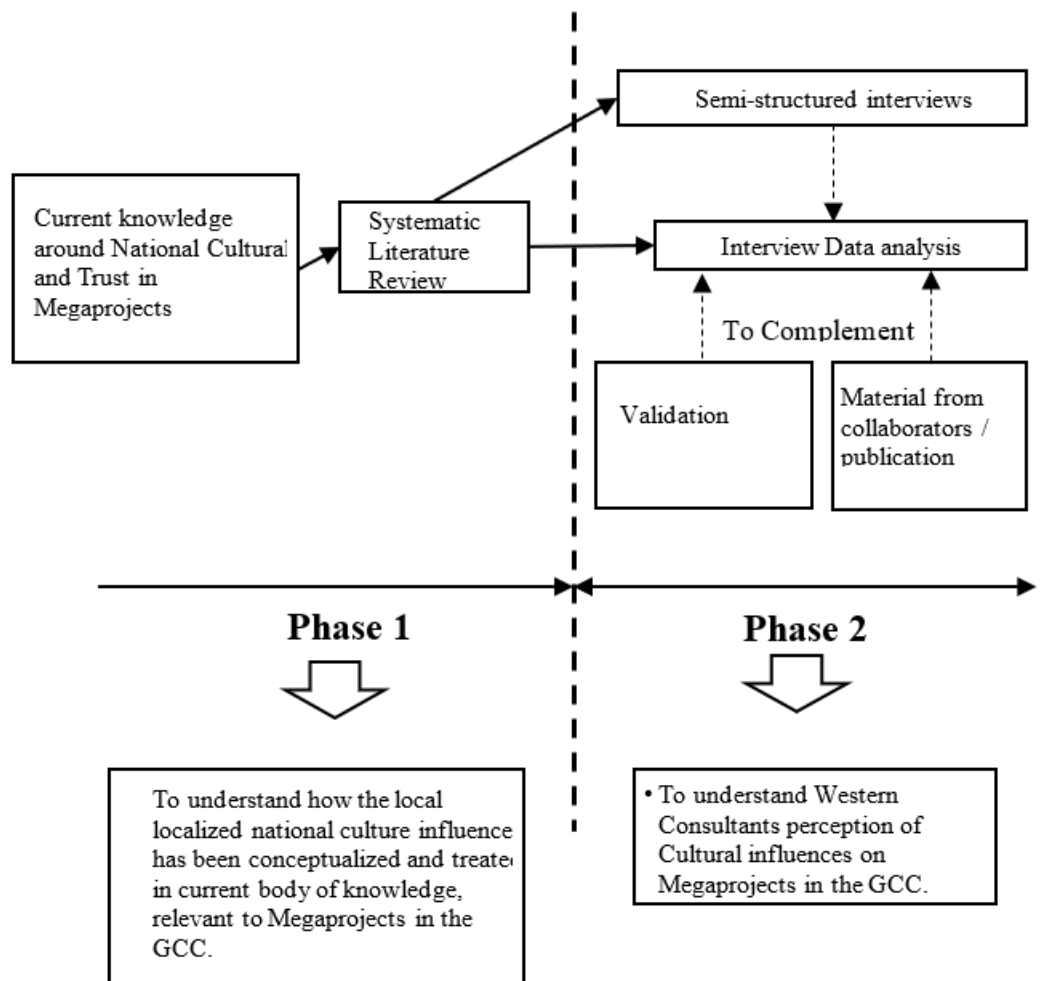 Semi-structured interviews
Current knowledge
around National Cultural
and Trust in
Megaprojects
Systematic
Literature
Review
Interview Data analysis
To Complement
Validation
Material from
collaborators /
publication
Phase 1
Phase 2
To understand how the local
localized national culture influence
has been conceptualized and treate
in current body of knowledge,
relevant to Megaprojects in the
GCC.
• To understand Western
Consultants perception of
Cultural influences on
Megaprojects in the GCC.